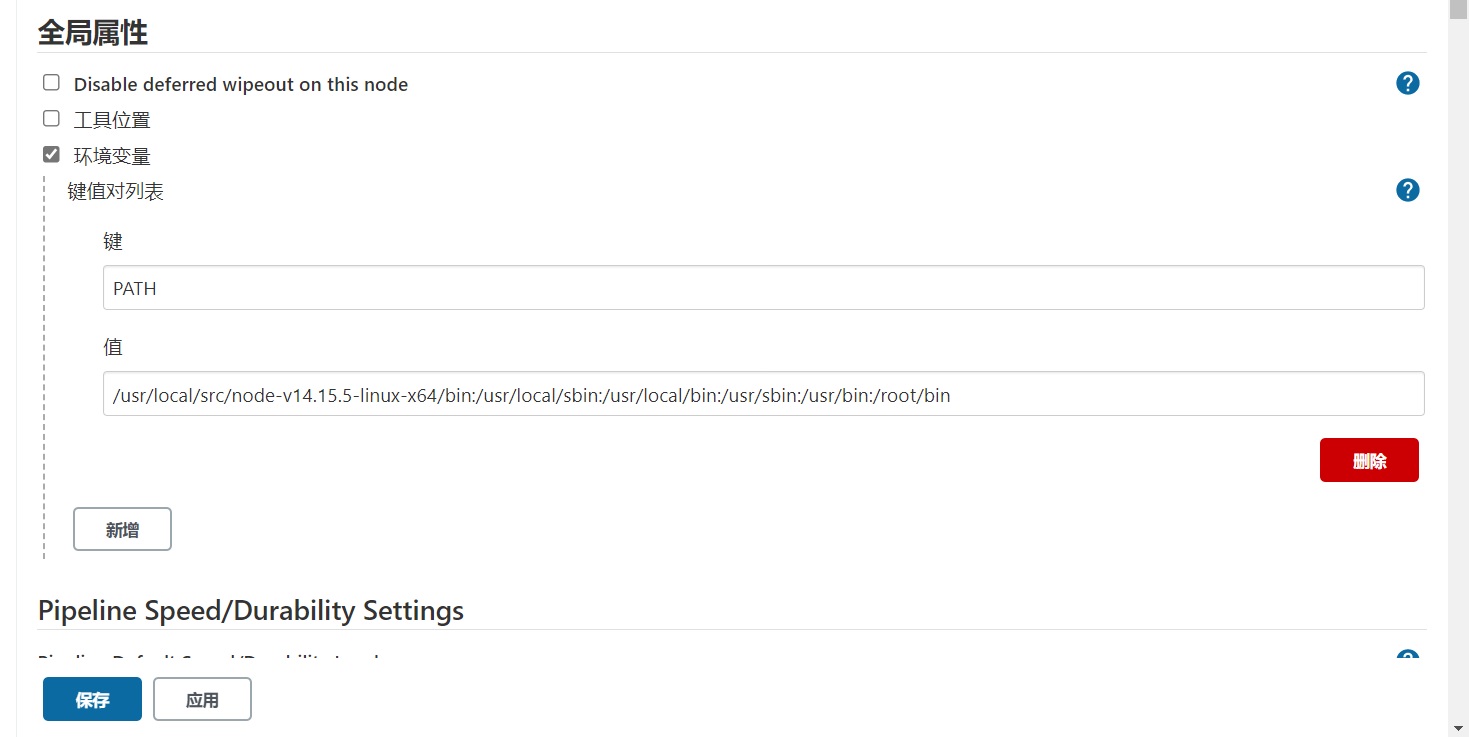 全局属性
Disable deferred wipeout on this node
?
工具位置
环境变量
键值对列表
?
键
PATH
值
/usr/local/src/node-v14.15.5-linux-x64/bin:/usr/local/sbin:/usr/local/bin:/usr/sbin:/usr/bin:/root/bin
删除
新增
Pipeline Speed/Durability Settings
保存
应用